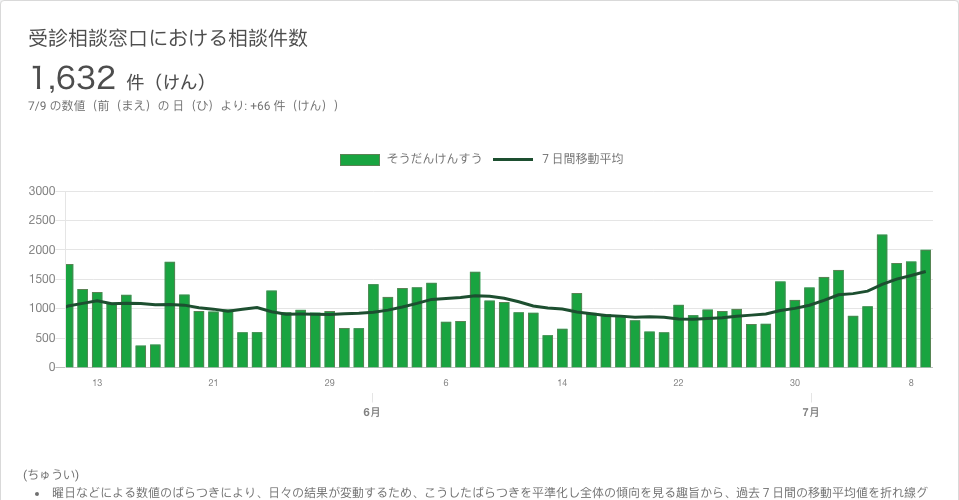 受診相談窓口における相談件数
1,632 件（けん）
7/9 の数値（前（まえ）の 日（ひ）より: +66 件（けん））
そうだんけんすう ７日間移動平均
3000
2500
2000
1500
1000
500
0
13 21 29 6 14 22 30 8
6月 7月
(ちゅうい)
• 曜日などによる数値のばらつきにより、日々の結果が変動するため、こうしたばらつきを平準化し全体の傾向を見る趣旨から、過去７日間の移動平均値を折れ線グ